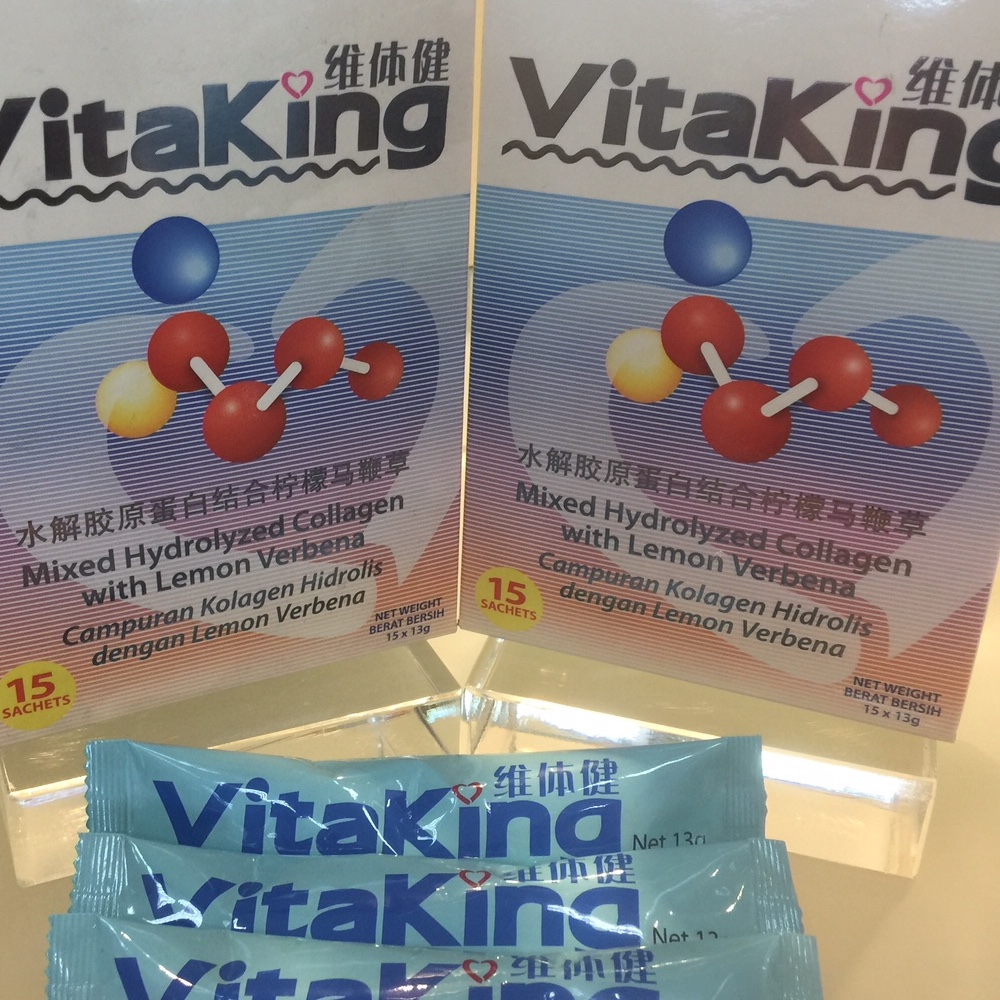 维体健
VitaKing
水解胶原蛋白结合柠檬马鞭草
Mixed Hydrolyzed Collagen
with Lemon Verbena
Campuran Kolagen Hidrolis
dengan Lemon Verbena
NET WEIGHT
BERAT BERSIH
15 x 13g
15
SACHETS
维体
VitaKing
水解胶原蛋白结合柠檬马鞭草
Mixed Hydrolyzed Collagen
with Lemon Verbena
Campuran Kolagen Hidrolis
dengan Lemon Verbena
15
SACHETS
NET WEIGHT
BERAT BERSIH
15 x 13g
维体健
VitaKing
Net 13g
维体健
VitaKing
Net
维体健
VitaKing